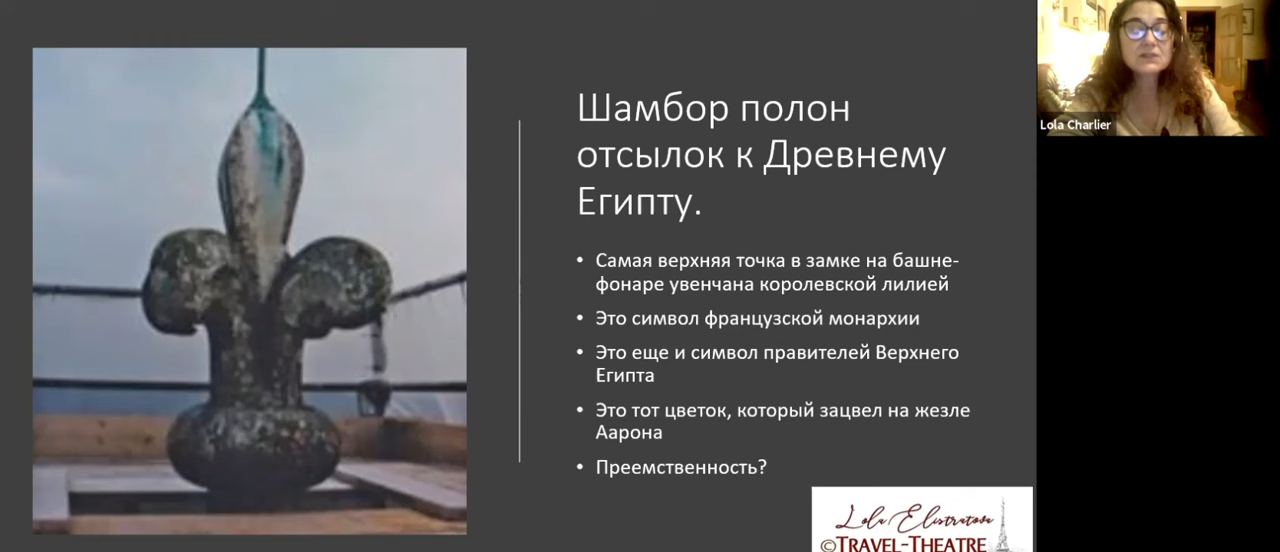 Шамбор полон
отсылок к Древнему
Египту.
• Самая верхняя точка в замке на башне-
фонаре увенчана королевской лилией
• Это символ французской монархии
• Это еще и символ правителей Верхнего
Египта
• Это тот цветок, который зацвел на жезле
Аарона
• Преемственность?
Lola Elistratova
©TRAVEL-THEATRE
Lola Charlier